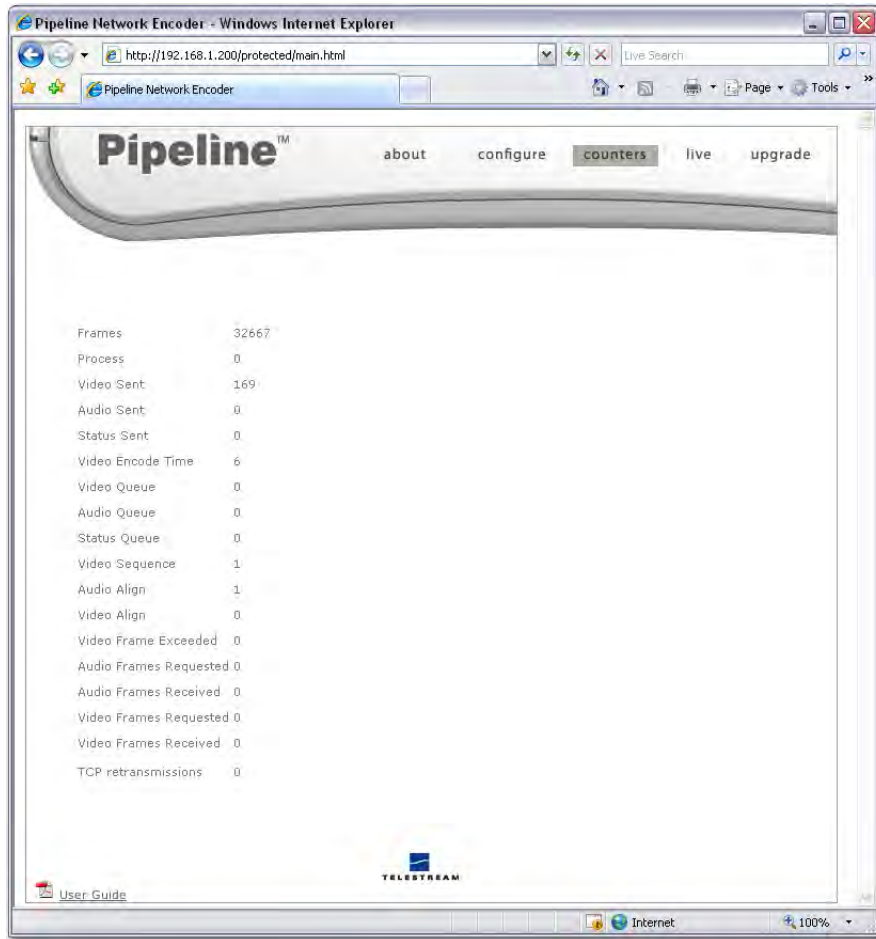 Pipeline Network Encoder - Windows Internet Explorer
http://192.168.1.200/protected/main.html
Live Search
Pipeline Network Encoder
Page
Tools
»
Pipeline™
about configure counters live upgrade
Frames 32667
Process 0
Video Sent 169
Audio Sent 0
Status Sent 0
Video Encode Time 6
Video Queue 0
Audio Queue 0
Status Queue 0
Video Sequence 1
Audio Align 1
Video Align 0
Video Frame Exceeded 0
Audio Frames Requested 0
Audio Frames Received 0
Video Frames Requested 0
Video Frames Received 0
TCP retransmissions 0
TELESTREAM
User Guide
Internet 100%